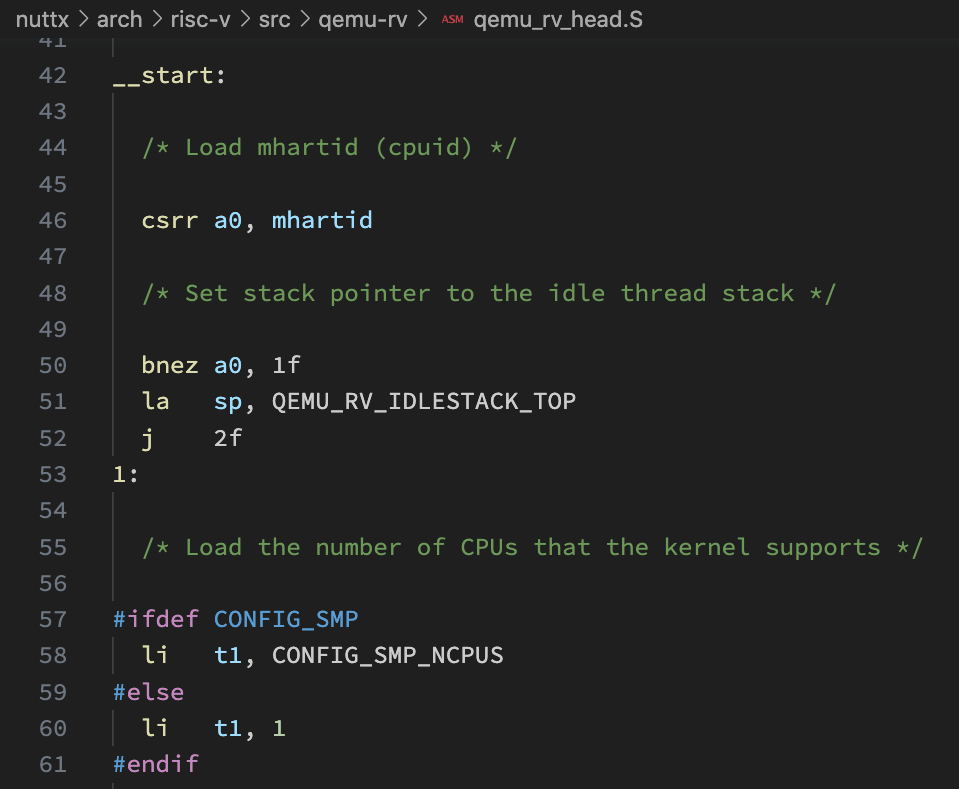 nuttx > arch > risc-v > src > qemu-rv > ASM qemu_rv_head.S
41
42 __start:
43
44 /* Load mhartid (cpuid) */
45
46 csrr a0, mhartid
47
48 /* Set stack pointer to the idle thread stack */
49
50 bnez a0, 1f
51 la   sp, QEMU_RV_IDLESTACK_TOP
52 j    2f
53 1:
54
55 /* Load the number of CPUs that the kernel supports */
56
57 #ifdef CONFIG_SMP
58 li   t1, CONFIG_SMP_NCPUS
59 #else
60 li   t1, 1
61 #endif